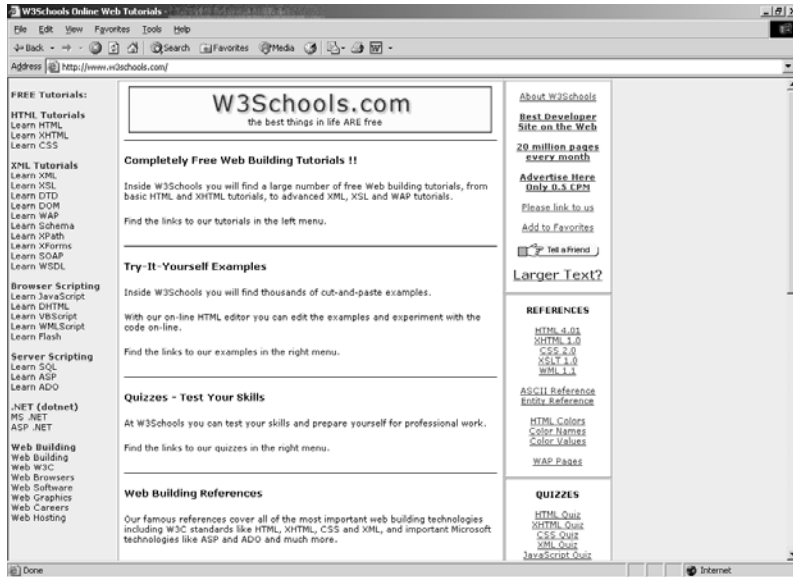 W3Schools Online Web Tutorials -
File Edit View Favorites Tools Help
Back Search Favorites Media
Address http://www.w3schools.com/
FREE Tutorials:
HTML Tutorials
Learn HTML
Learn XHTML
Learn CSS
XML Tutorials
Learn XML
Learn XSL
Learn DTD
Learn DOM
Learn WAP
Learn Schema
Learn XPath
Learn XForms
Learn SOAP
Learn WSDL
Browser Scripting
Learn JavaScript
Learn DHTML
Learn VBScript
Learn WMLScript
Learn Flash
Server Scripting
Learn SQL
Learn ASP
Learn ADO
.NET (dotnet)
MS .NET
ASP .NET
Web Building
Web Building
Web W3C
Web Browsers
Web Software
Web Graphics
Web Careers
Web Hosting
W3Schools.com
the best things in life ARE free
Completely Free Web Building Tutorials !!
Inside W3Schools you will find a large number of free Web building tutorials, from
basic HTML and XHTML tutorials, to advanced XML, XSL and WAP tutorials.
Find the links to our tutorials in the left menu.
Try-It-Yourself Examples
Inside W3Schools you will find thousands of cut-and-paste examples.
With our on-line HTML editor you can edit the examples and experiment with the
code on-line.
Find the links to our examples in the right menu.
Quizzes - Test Your Skills
At W3Schools you can test your skills and prepare yourself for professional work.
Find the links to our quizzes in the right menu.
Web Building References
Our famous references cover all of the most important web building technologies
including W3C standards like HTML, XHTML, CSS and XML, and important Microsoft
technologies like ASP and ADO and much more.
About W3Schools
Best Developer
Site on the Web
20 million pages
every month
Advertise Here
Only 0.5 CPM
Please link to us
Add to Favorites
Tell a Friend
Larger Text?
REFERENCES
HTML 4.01
XHTML 1.0
CSS 2.0
XSLT 1.0
WML 1.1
ASCII Reference
Entity Reference
HTML Colors
Color Names
Color Values
WAP Pages
QUIZZES
HTML Quiz
XHTML Quiz
CSS Quiz
XML Quiz
JavaScript Quiz
Done Internet